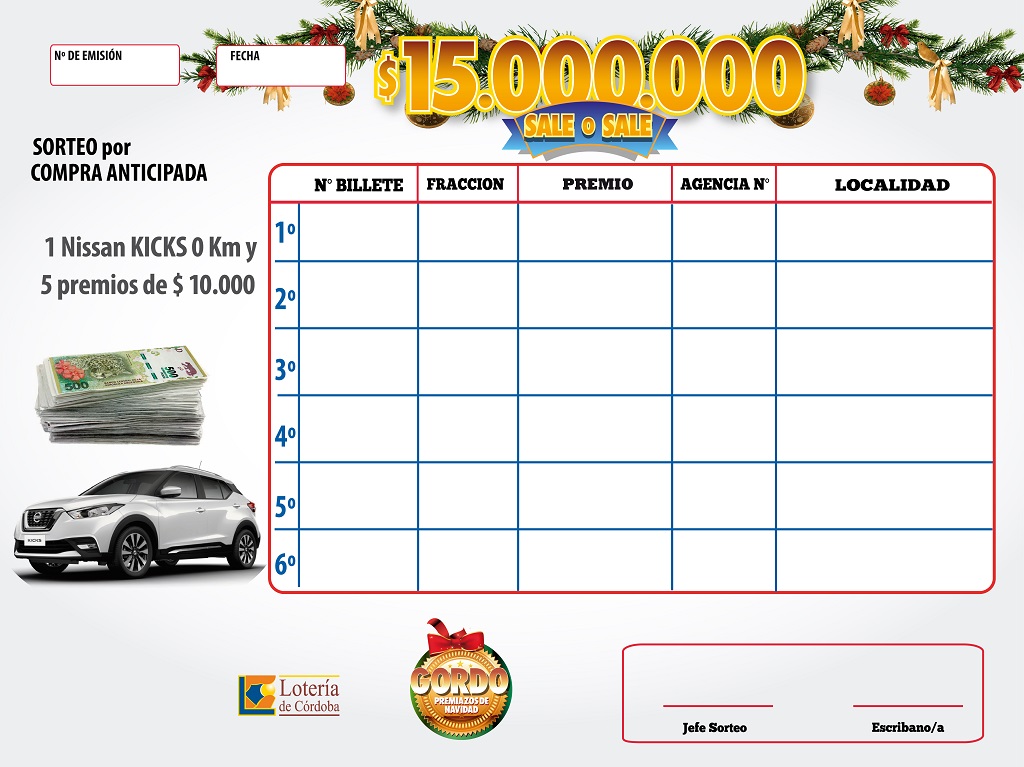 Nº DE EMISIÓN
FECHA
$15.000.000
SALE O SALE
SORTEO por
COMPRA ANTICIPADA
1 Nissan KICKS 0 Km y
5 premios de $ 10.000
N° BILLETE FRACCION PREMIO AGENCIA N° LOCALIDAD
1º
2º
3º
4º
5º
6º
500
500
KICKS
Lotería
de Córdoba
GORDO
PREMIAZOS DE
NAVIDAD
Jefe Sorteo
Escribano/a